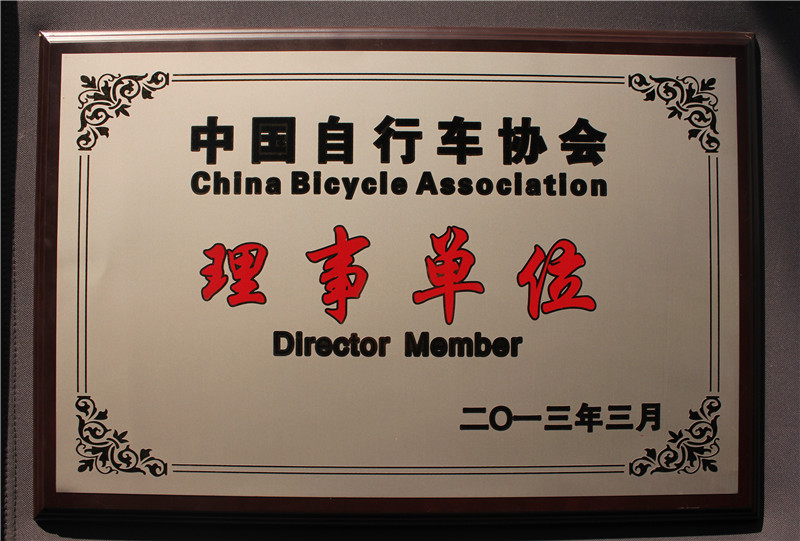 中国自行车协会
China Bicycle Association
理事单位
Director Member
二〇一三年三月